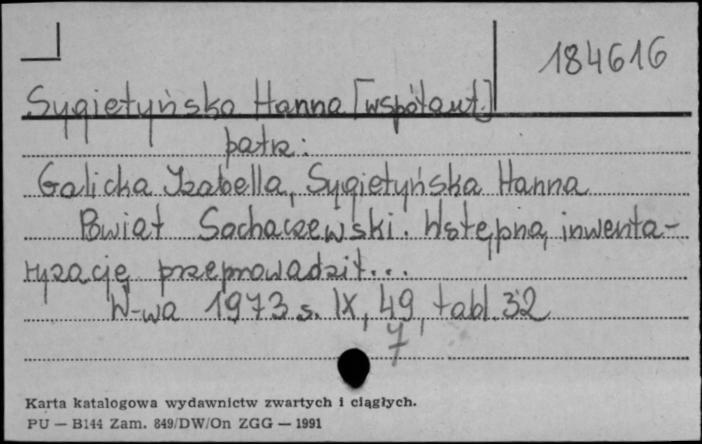 184616
Sygietyńska Hanna [współaut.]
patrz:
Galicka Izabella, Sygietyńska Hanna
Powiat Sochaczewski. Wstępną inwenta-
ryzację przeprowadził...
W-wa 1973 s. IX, 49, tabl. 32
7
Karta katalogowa wydawnictw zwartych i ciągłych.
PU — B144 Zam. 849/DW/On ZGG — 1991